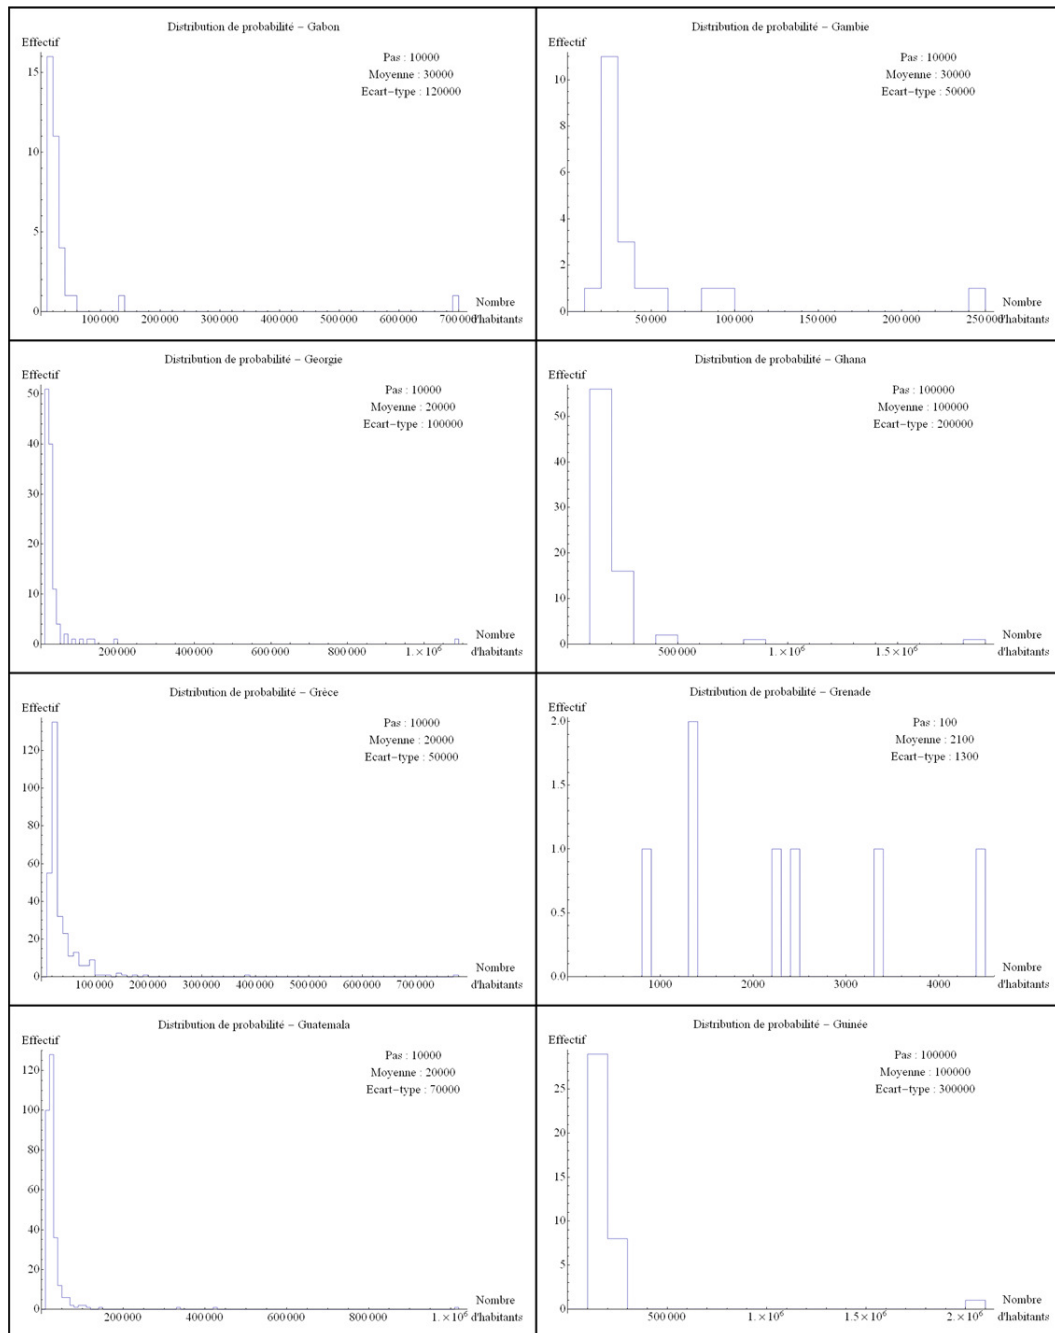 Distribution de probabilité − Gabon
Effectif
Pas : 10000
Moyenne : 30000
Ecart−type : 120000
15
10
5
0
100000 200000 300000 400000 500000 600000 700000
Nombre
d'habitants
Distribution de probabilité − Gambie
Effectif
Pas : 10000
Moyenne : 30000
Ecart−type : 50000
10
8
6
4
2
0
50000 100000 150000 200000 250000
Nombre
d'habitants
Distribution de probabilité − Georgie
Effectif
Pas : 10000
Moyenne : 20000
Ecart−type : 100000
50
40
30
20
10
0
200000 400000 600000 800000 1.×10⁶
Nombre
d'habitants
Distribution de probabilité − Ghana
Effectif
Pas : 100000
Moyenne : 100000
Ecart−type : 200000
50
40
30
20
10
0
500000 1.×10⁶ 1.5×10⁶
Nombre
d'habitants
Distribution de probabilité − Grèce
Effectif
Pas : 10000
Moyenne : 20000
Ecart−type : 50000
120
100
80
60
40
20
0
100000 200000 300000 400000 500000 600000 700000
Nombre
d'habitants
Distribution de probabilité − Grenade
Effectif
Pas : 100
Moyenne : 2100
Ecart−type : 1300
2.0
1.5
1.0
0.5
0.0
1000 2000 3000 4000
Nombre
d'habitants
Distribution de probabilité − Guatemala
Effectif
Pas : 10000
Moyenne : 20000
Ecart−type : 70000
120
100
80
60
40
20
0
200000 400000 600000 800000 1.×10⁶
Nombre
d'habitants
Distribution de probabilité − Guinée
Effectif
Pas : 100000
Moyenne : 100000
Ecart−type : 300000
25
20
15
10
5
0
500000 1.×10⁶ 1.5×10⁶ 2.×10⁶
Nombre
d'habitants